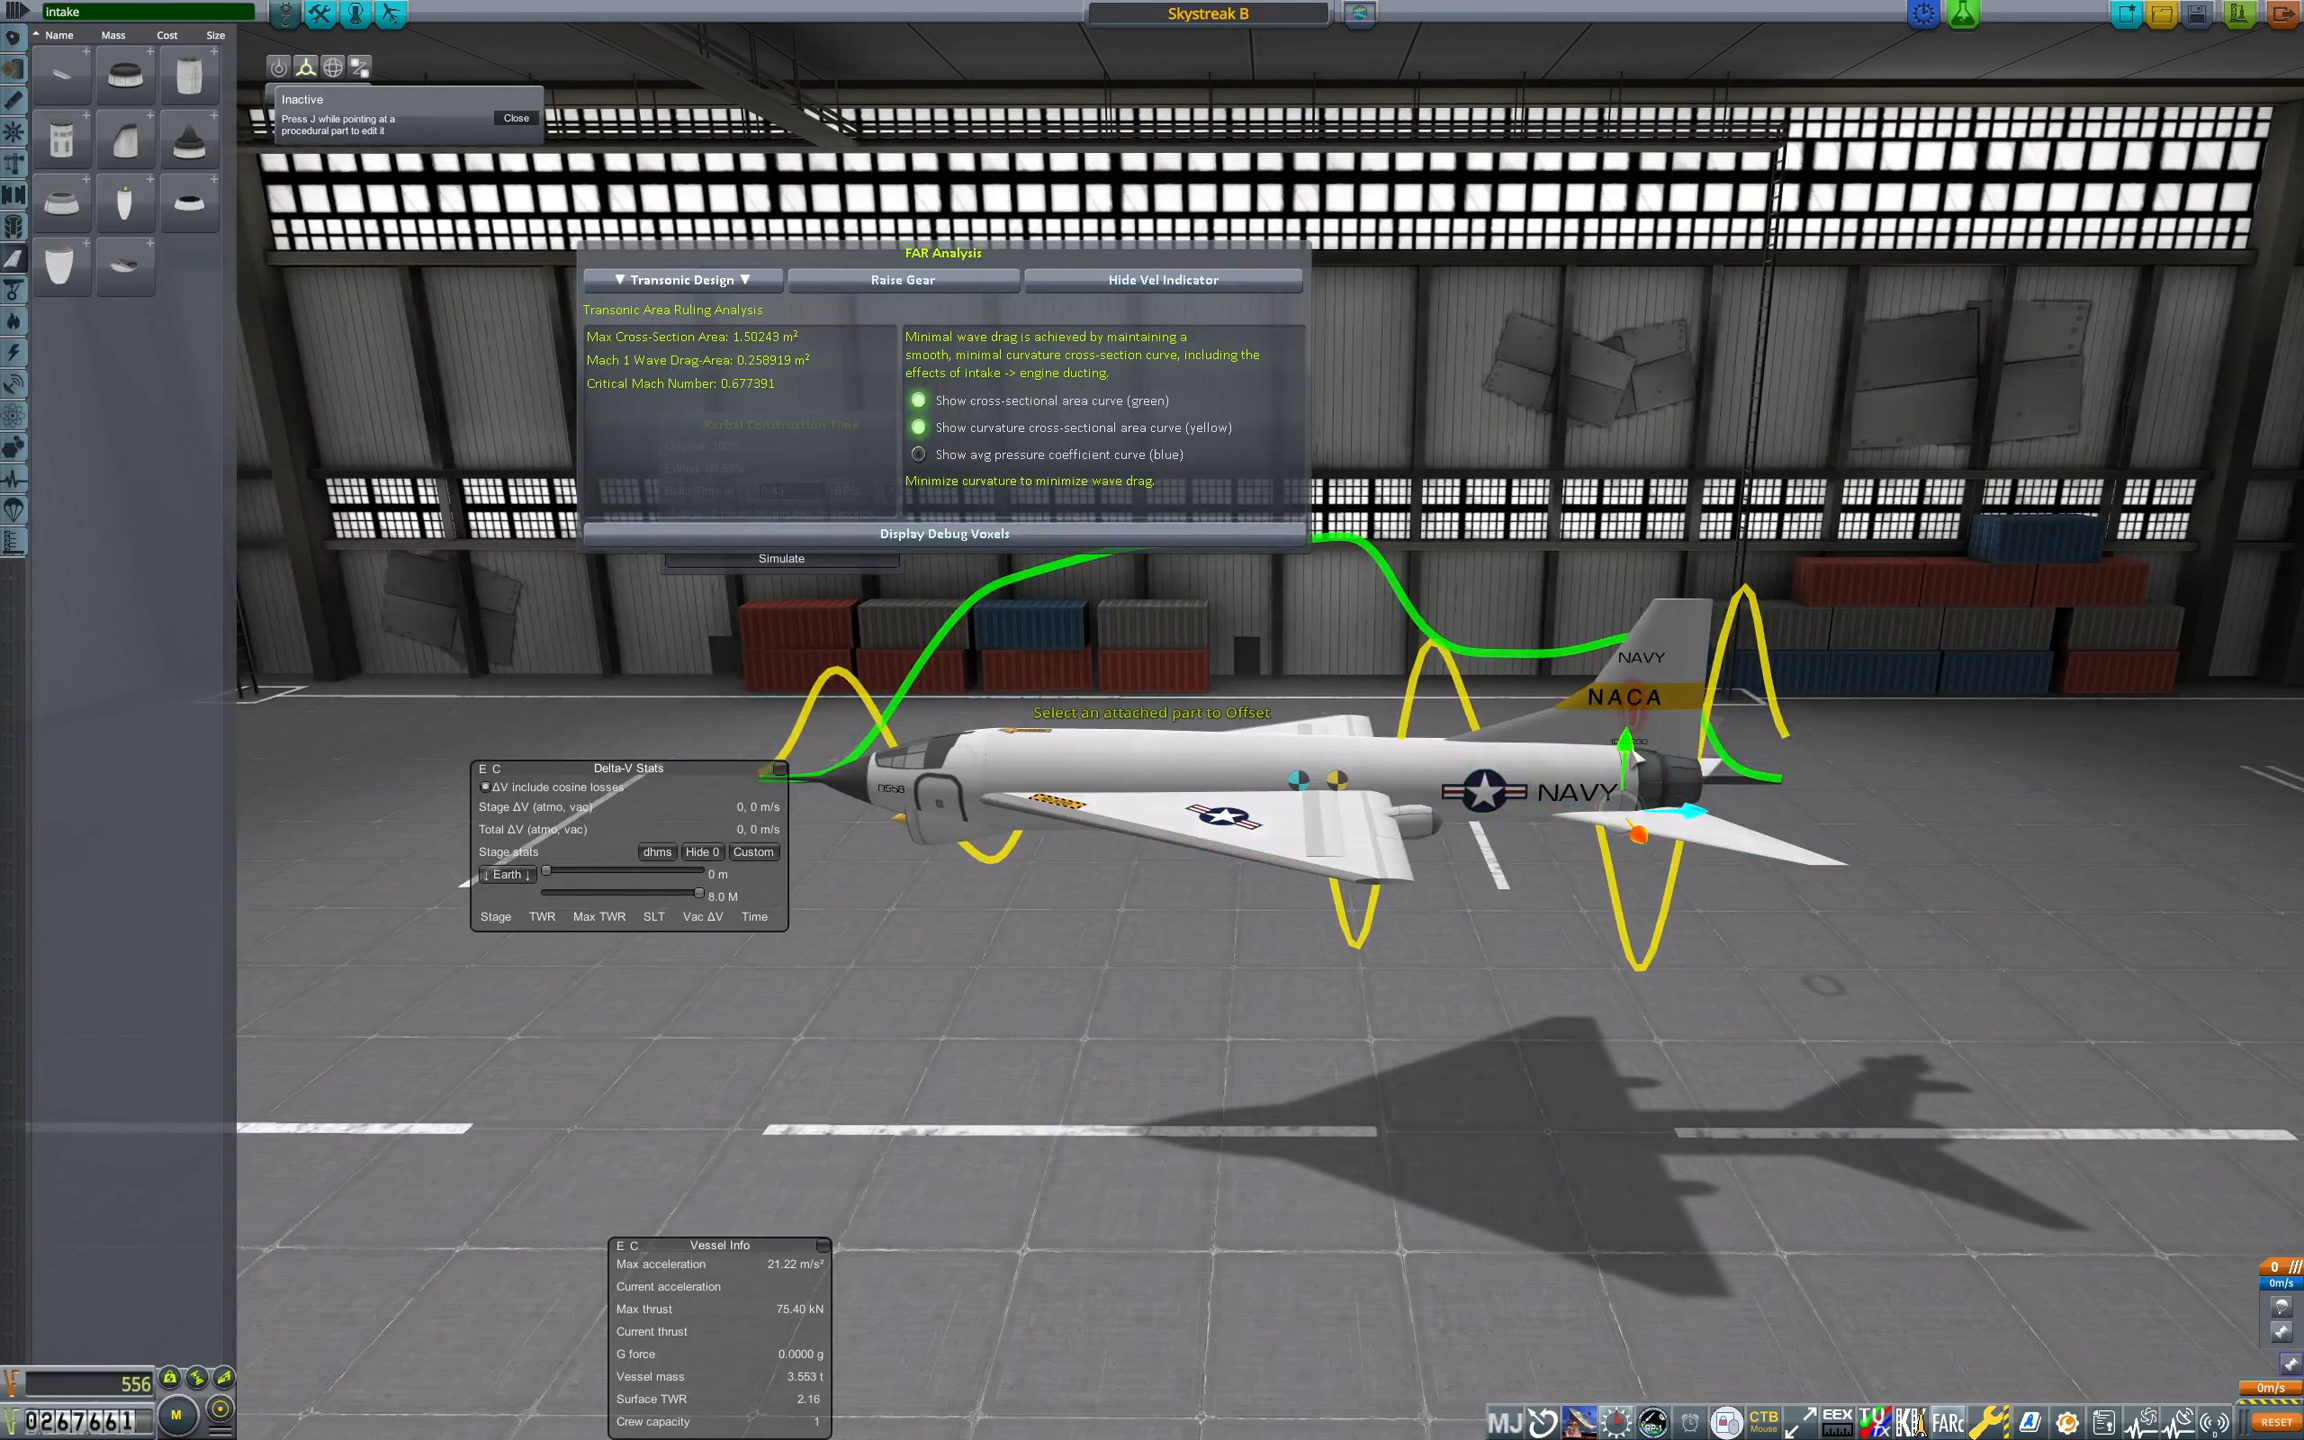 intake
Skystreak B
Name Mass Cost Size
Inactive
Press J while pointing at a
procedural part to edit it
Close
FAR Analysis
▼ Transonic Design ▼
Raise Gear
Hide Vel Indicator
Transonic Area Ruling Analysis
Max Cross-Section Area: 1.50243 m²
Mach 1 Wave Drag-Area: 0.258919 m²
Critical Mach Number: 0.677391
Minimal wave drag is achieved by maintaining a
smooth, minimal curvature cross-section curve, including the
effects of intake -> engine ducting.
Show cross-sectional area curve (green)
Show curvature cross-sectional area curve (yellow)
Show avg pressure coefficient curve (blue)
Minimize curvature to minimize wave drag.
Kerbal Construction Time
Display Debug Voxels
Simulate
NAVY
NACA
Select an attached part to Offset
D558
NAVY
E C Delta-V Stats
ΔV include cosine losses
Stage ΔV (atmo, vac) 0, 0 m/s
Total ΔV (atmo, vac) 0, 0 m/s
Stage stats dhms Hide 0 Custom
↓ Earth ↓ 0 m
8.0 M
Stage TWR Max TWR SLT Vac ΔV Time
E C Vessel Info
Max acceleration 21.22 m/s²
Current acceleration
Max thrust 75.40 kN
Current thrust
G force 0.0000 g
Vessel mass 3.553 t
Surface TWR 2.16
Crew capacity 1
0
0m/s
0m/s
556
0267661
M
MJ
CTB
Mouse
EEX
FARc
RESET